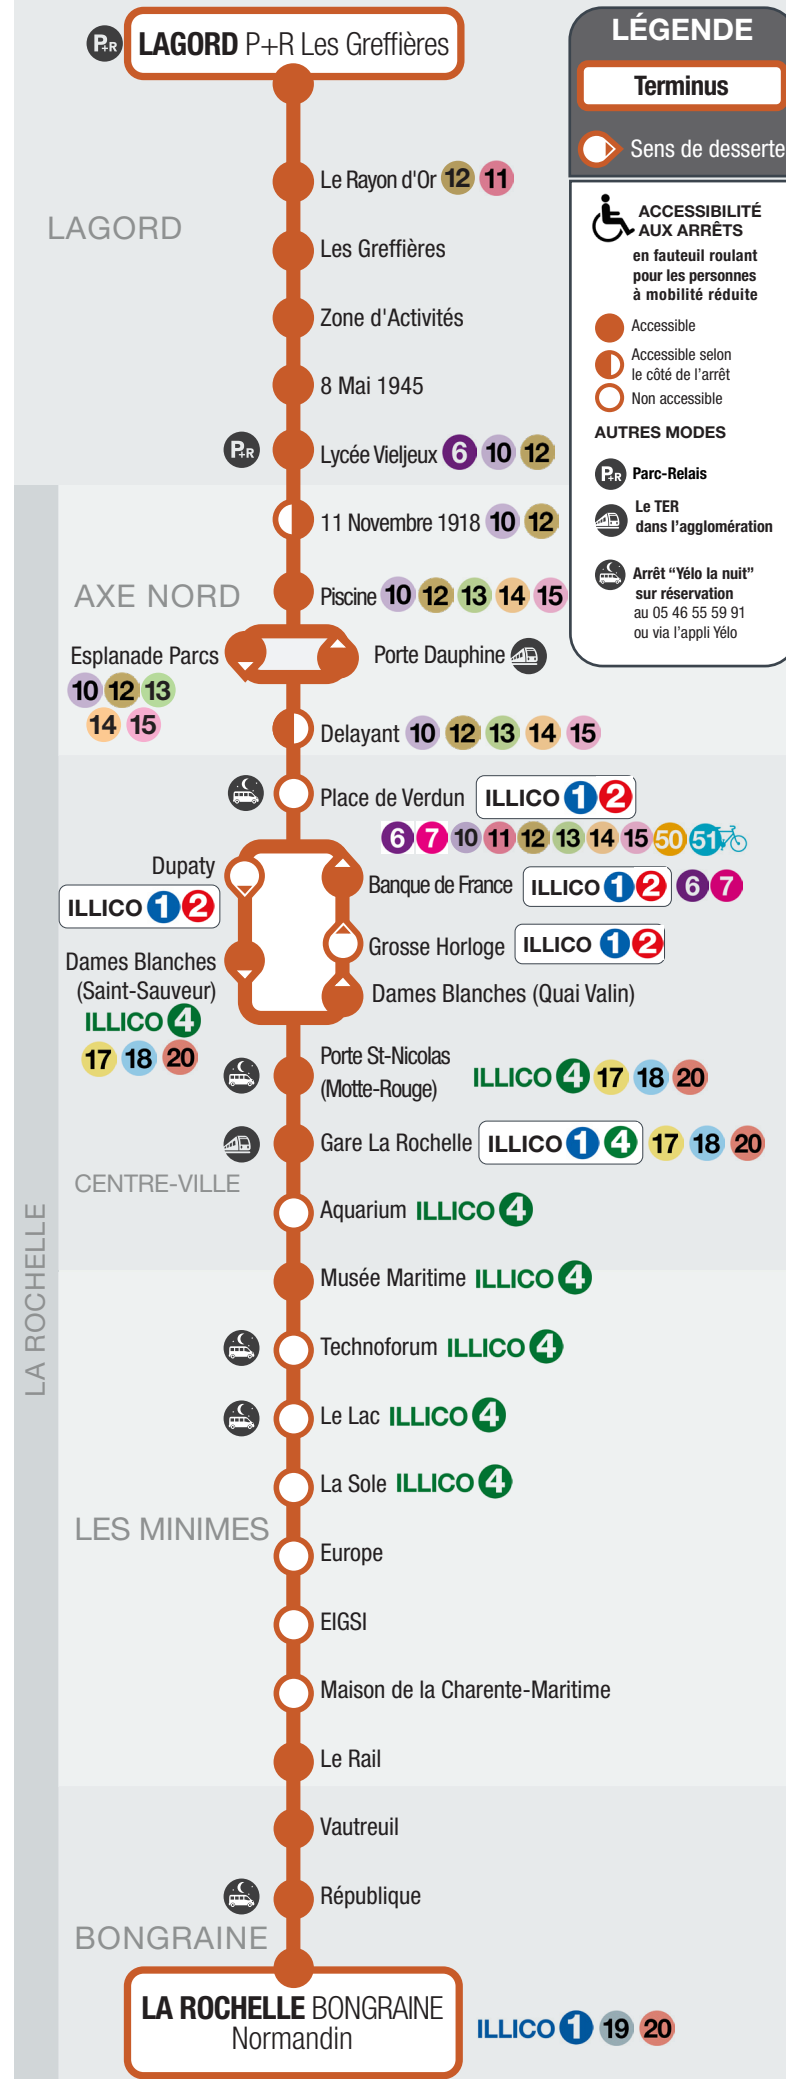 P+R LAGORD P+R Les Greffières
LÉGENDE
Terminus
Sens de desserte
ACCESSIBILITÉ
AUX ARRÊTS
en fauteuil roulant
pour les personnes
à mobilité réduite
Accessible
Accessible selon
le côté de l'arrêt
Non accessible
AUTRES MODES
P+R Parc-Relais
Le TER
dans l'agglomération
Arrêt “Yélo la nuit”
sur réservation
au 05 46 55 59 91
ou via l'appli Yélo
LAGORD
Le Rayon d'Or 12 11
Les Greffières
Zone d'Activités
8 Mai 1945
P+R Lycée Vieljeux 6 10 12
LA ROCHELLE
AXE NORD
11 Novembre 1918 10 12
Piscine 10 12 13 14 15
Esplanade Parcs
10 12 13
14 15
Porte Dauphine
Delayant 10 12 13 14 15
CENTRE-VILLE
Place de Verdun ILLICO 1 2
6 7 10 11 12 13 14 15 50 51
Dupaty
ILLICO 1 2
Dames Blanches
(Saint-Sauveur)
ILLICO 4
17 18 20
Banque de France ILLICO 1 2 6 7
Grosse Horloge ILLICO 1 2
Dames Blanches (Quai Valin)
Porte St-Nicolas
(Motte-Rouge) ILLICO 4 17 18 20
Gare La Rochelle ILLICO 1 4 17 18 20
Aquarium ILLICO 4
LES MINIMES
Musée Maritime ILLICO 4
Technoforum ILLICO 4
Le Lac ILLICO 4
La Sole ILLICO 4
Europe
EIGSI
Maison de la Charente-Maritime
Le Rail
BONGRAINE
Vautreuil
République
LA ROCHELLE BONGRAINE
Normandin
ILLICO 1 19 20